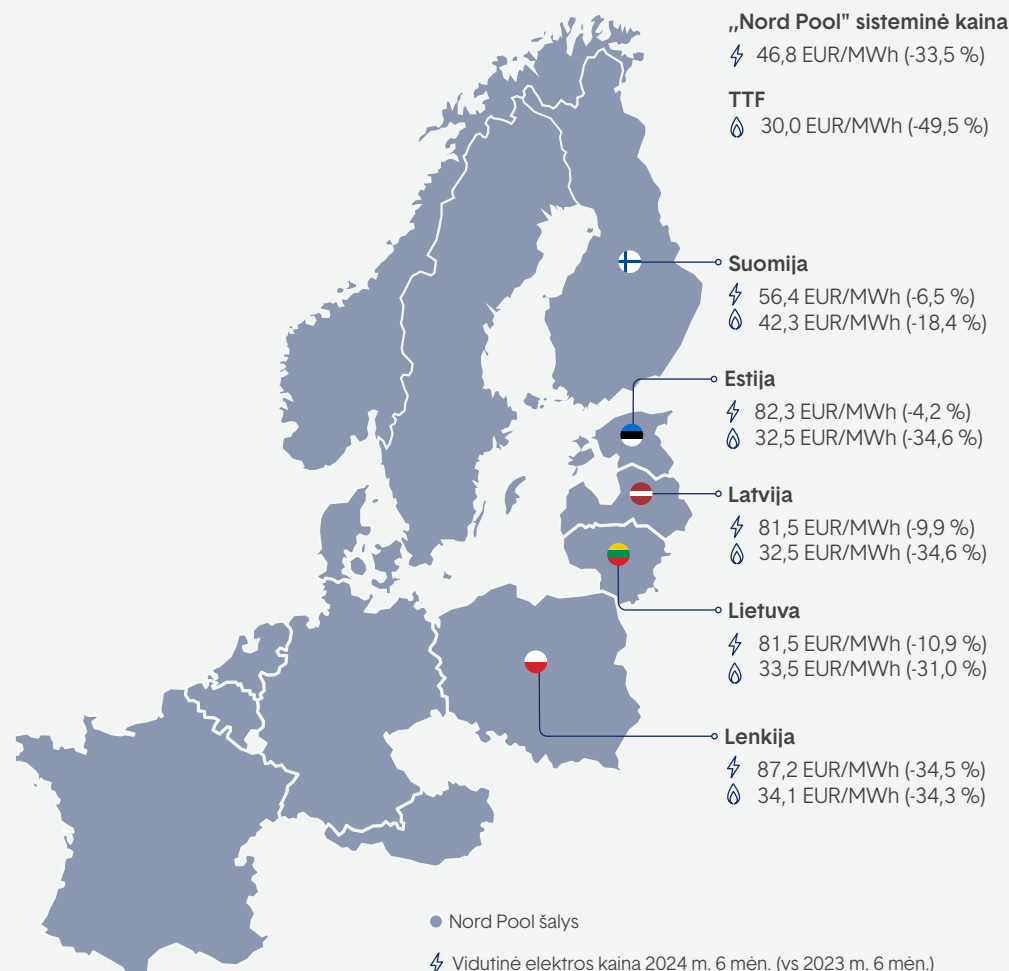 „Nord Pool" sisteminė kaina
46,8 EUR/MWh (-33,5 %)
TTF
30,0 EUR/MWh (-49,5 %)
Suomija
56,4 EUR/MWh (-6,5 %)
42,3 EUR/MWh (-18,4 %)
Estija
82,3 EUR/MWh (-4,2 %)
32,5 EUR/MWh (-34,6 %)
Latvija
81,5 EUR/MWh (-9,9 %)
32,5 EUR/MWh (-34,6 %)
Lietuva
81,5 EUR/MWh (-10,9 %)
33,5 EUR/MWh (-31,0 %)
Lenkija
87,2 EUR/MWh (-34,5 %)
34,1 EUR/MWh (-34,3 %)
Nord Pool šalys
Vidutinė elektros kaina 2024 m. 6 mėn. (vs 2023 m. 6 mėn.)